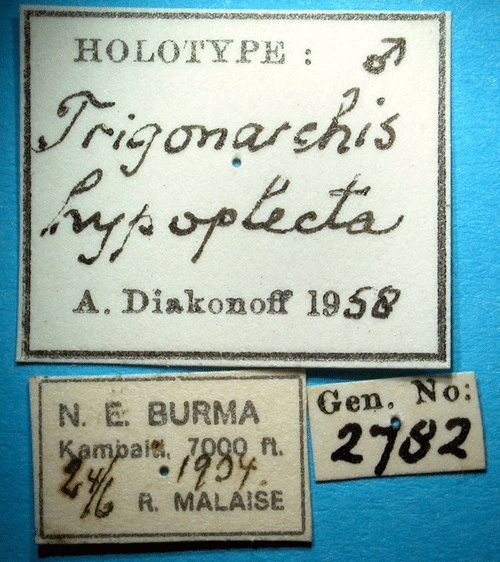 HOLOTYPE : ♂
Trigonarchis
hypoplecta
A. Diakonoff 1958
N. E. BURMA
Kambaiti, 7000 ft.
24/6 1934
R. MALAISE
Gen. No:
2782